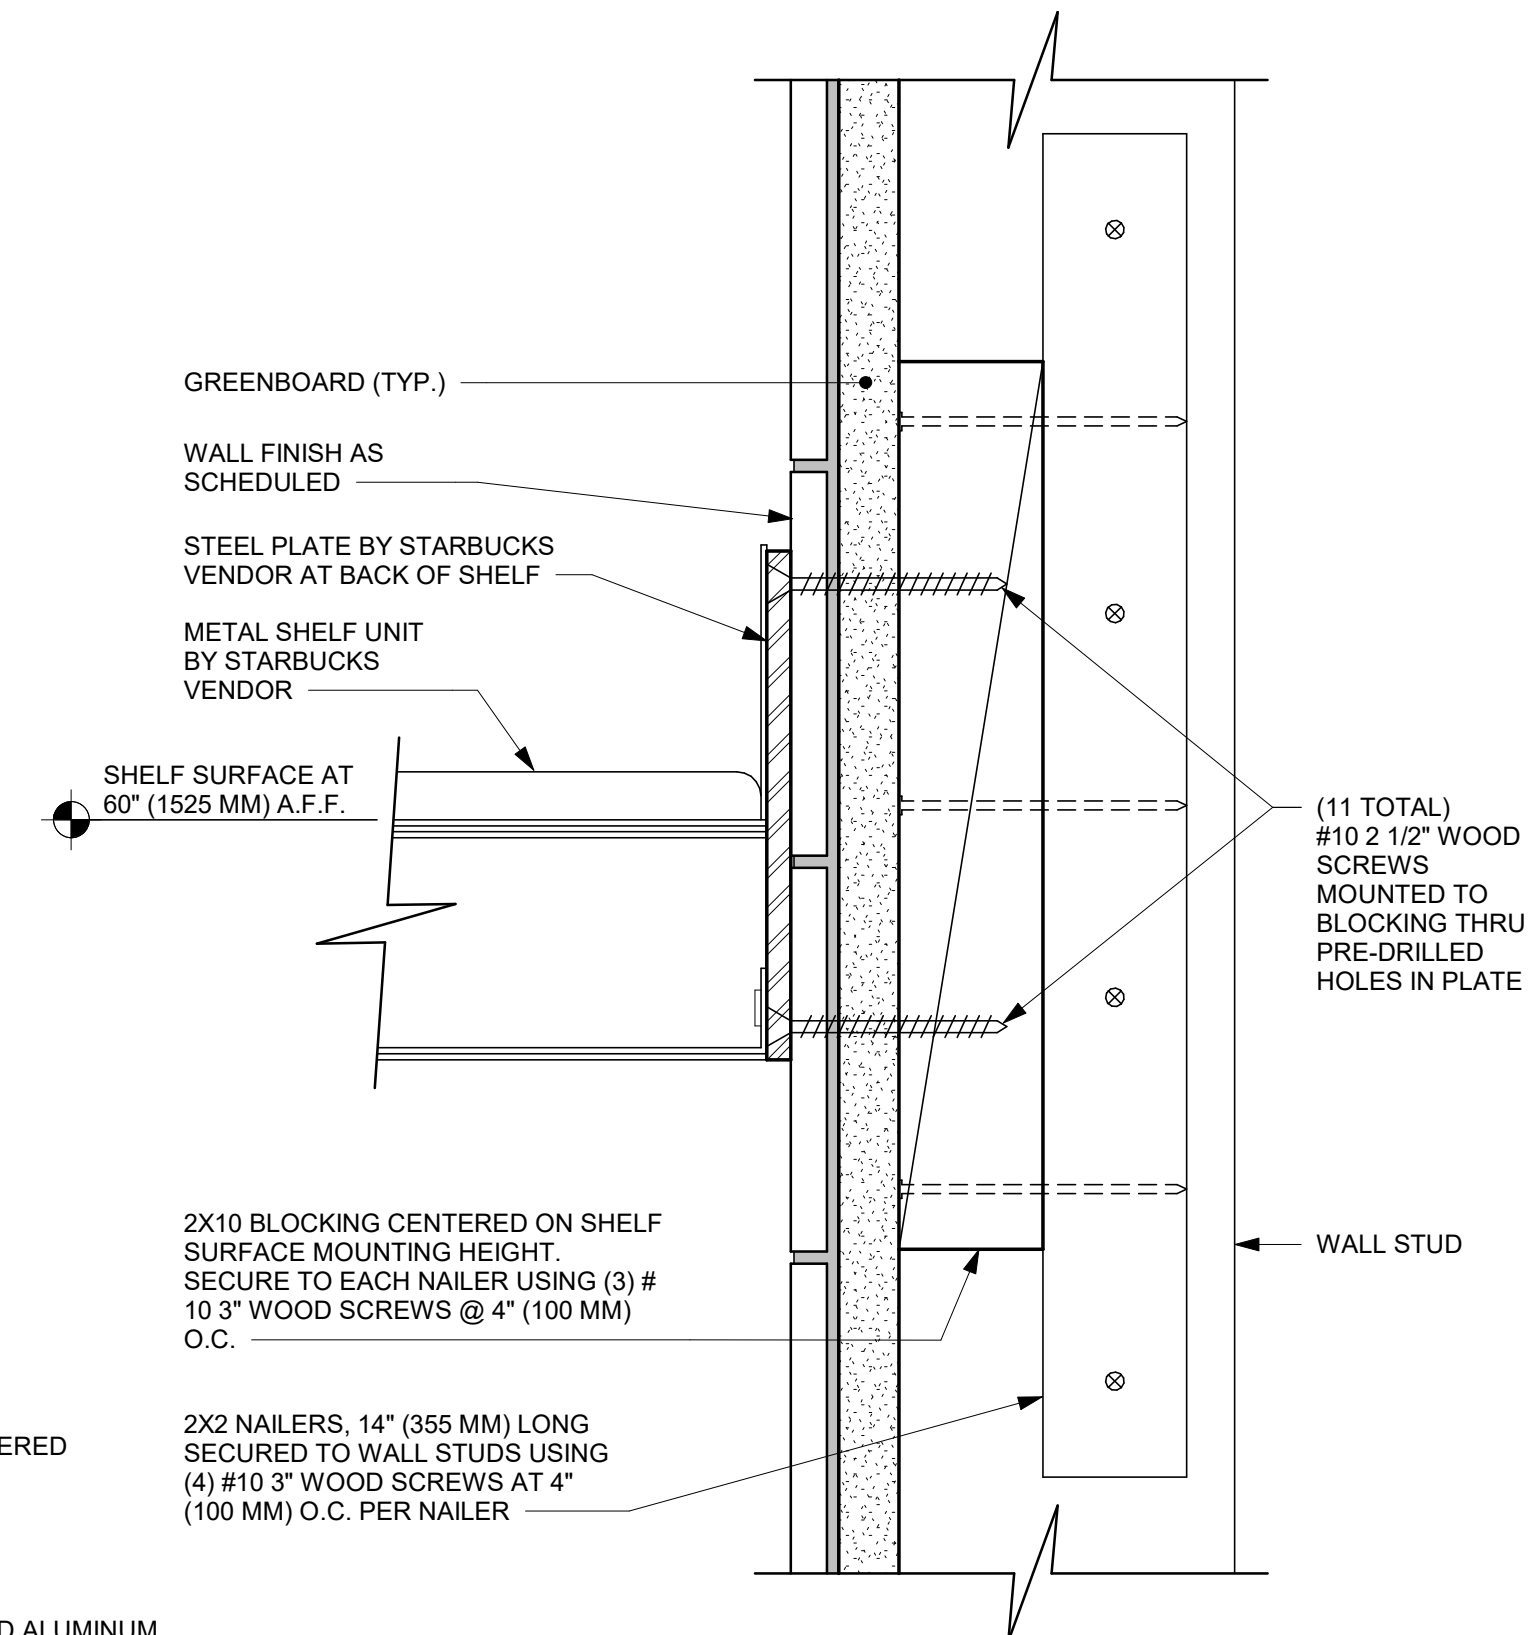 GREENBOARD (TYP.)
WALL FINISH AS
SCHEDULED
STEEL PLATE BY STARBUCKS
VENDOR AT BACK OF SHELF
METAL SHELF UNIT
BY STARBUCKS
VENDOR
SHELF SURFACE AT
60" (1525 MM) A.F.F.
(11 TOTAL)
#10 2 1/2" WOOD
SCREWS
MOUNTED TO
BLOCKING THRU
PRE-DRILLED
HOLES IN PLATE
2X10 BLOCKING CENTERED ON SHELF
SURFACE MOUNTING HEIGHT.
SECURE TO EACH NAILER USING (3) #
10 3" WOOD SCREWS @ 4" (100 MM)
O.C.
WALL STUD
2X2 NAILERS, 14" (355 MM) LONG
SECURED TO WALL STUDS USING
(4) #10 3" WOOD SCREWS AT 4"
(100 MM) O.C. PER NAILER
ERED
D ALUMINUM